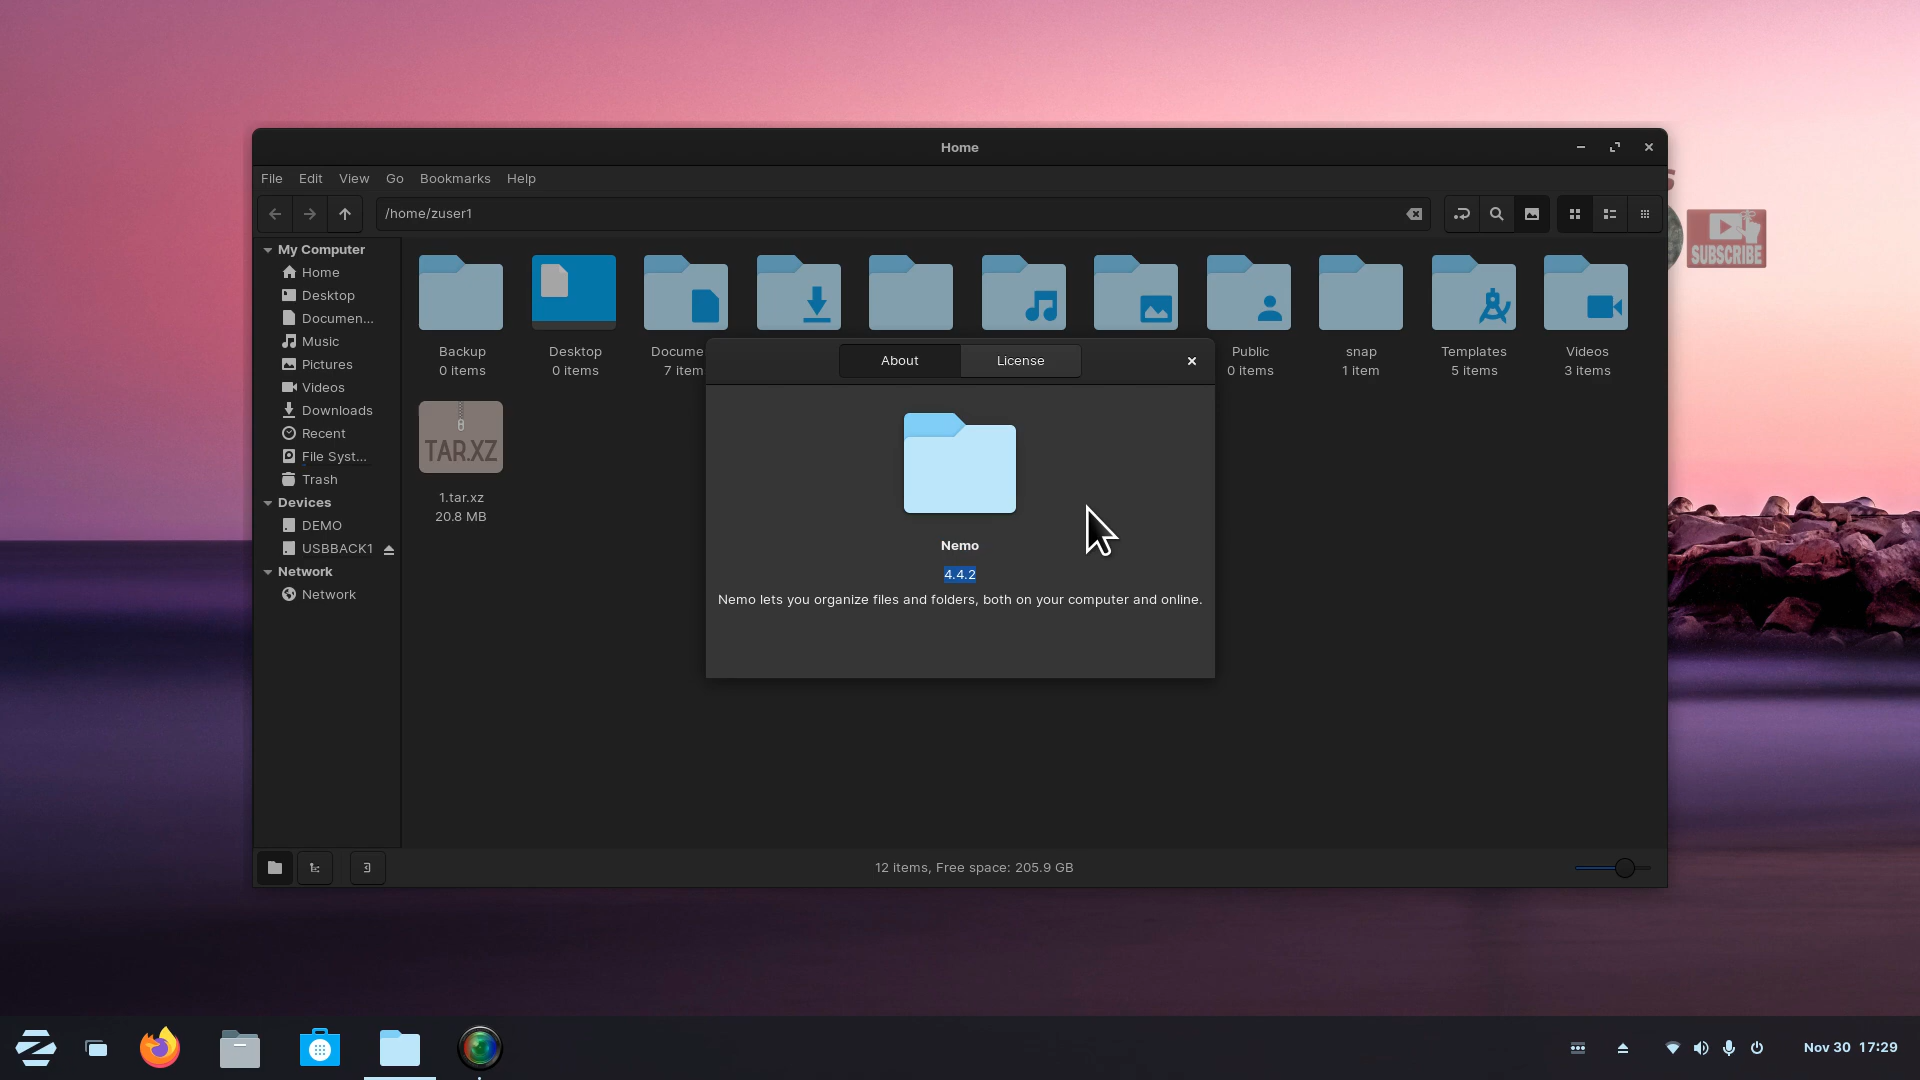 Home
File Edit View Go Bookmarks Help
/home/zuser1
My Computer
Home
Desktop
Documen...
Music
Pictures
Videos
Downloads
Recent
File Syst...
Trash
Devices
DEMO
USBBACK1
Network
Network
Backup
0 items
Desktop
0 items
Docume
7 item
Public
0 items
snap
1 item
Templates
5 items
Videos
3 items
TAR.XZ
1.tar.xz
20.8 MB
About License
Nemo
4.4.2
Nemo lets you organize files and folders, both on your computer and online.
12 items, Free space: 205.9 GB
SUBSCRIBE
Nov 30 17:29